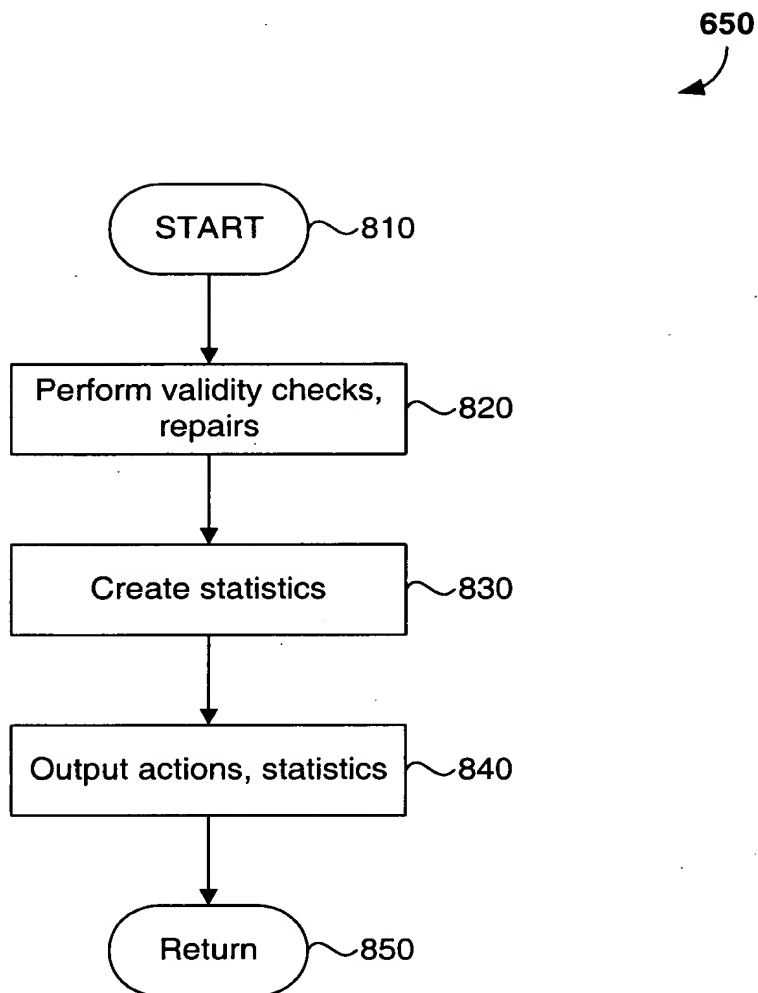 650
START
810
Perform validity checks,
repairs
820
Create statistics
830
Output actions, statistics
840
Return
850